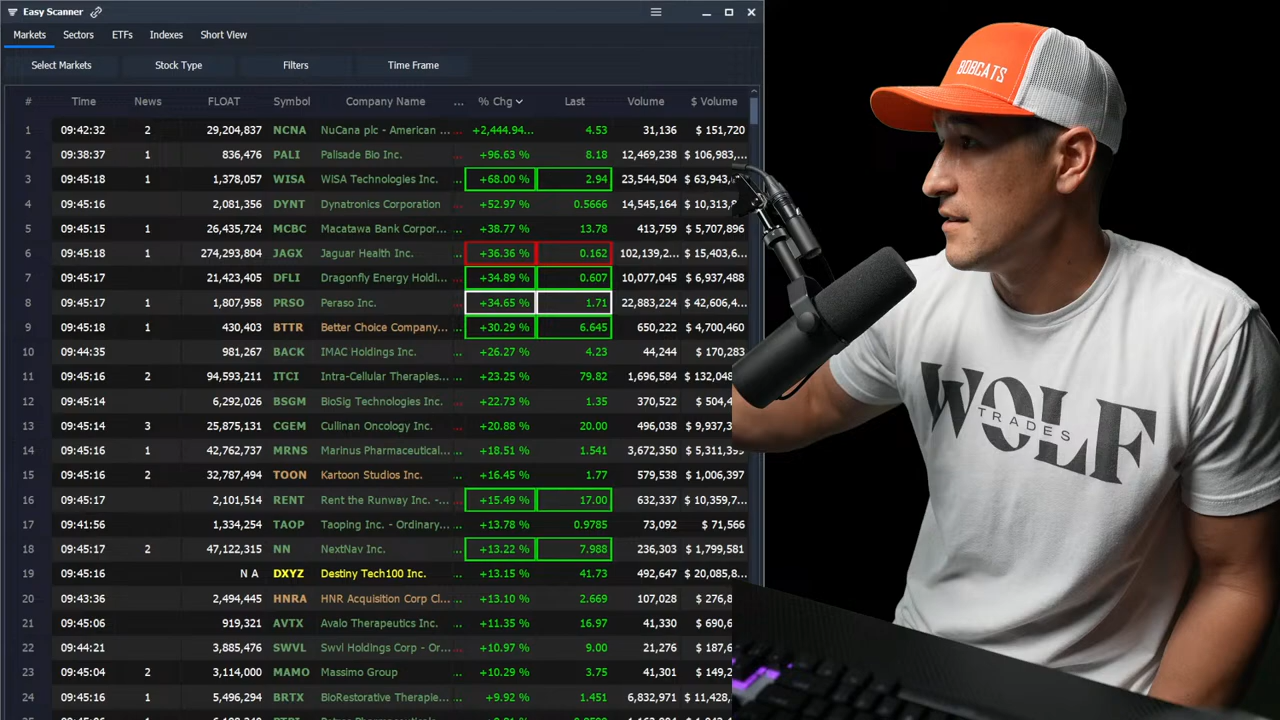 Easy Scanner
Markets Sectors ETFs Indexes Short View
Select Markets Stock Type Filters Time Frame
# Time News FLOAT Symbol Company Name ... % Chg Last Volume $ Volume
1 09:42:32 2 29,204,837 NCNA NuCana plc - American ... ... +2,444.94... 4.53 31,136 $ 151,720
2 09:38:37 1 836,476 PALI Palisade Bio Inc. ... +96.63 % 8.18 12,469,238 $ 106,983,...
3 09:45:18 1 1,378,057 WISA WISA Technologies Inc. ... +68.00 % 2.94 23,544,504 $ 63,943,
4 09:45:16 2,081,356 DYNT Dynatronics Corporation ... +52.97 % 0.5666 14,545,164 $ 10,313,
5 09:45:15 1 26,435,724 MCBC Macatawa Bank Corpor... ... +38.77 % 13.78 413,759 $ 5,707,896
6 09:45:18 1 274,293,804 JAGX Jaguar Health Inc. ... +36.36 % 0.162 102,139,2... $ 15,403,6...
7 09:45:18 21,423,405 DFLI Dragonfly Energy Holdi... ... +34.89 % 0.607 10,077,045 $ 6,937,488
8 09:45:17 1 1,807,958 PRSO Peraso Inc. ... +34.65 % 1.71 22,883,224 $ 42,606,4...
9 09:45:18 1 430,403 BTTR Better Choice Company... ... +30.29 % 6.645 650,222 $ 4,700,460
10 09:44:35 981,267 BACK IMAC Holdings Inc. ... +26.27 % 4.23 44,244 $ 170,283
11 09:45:16 2 94,593,211 ITCI Intra-Cellular Therapies... ... +23.25 % 79.82 1,696,584 $ 132,048
12 09:45:14 6,292,026 BSGM BioSig Technologies Inc. ... +22.73 % 1.35 370,522 $ 504,4
13 09:45:14 3 25,875,131 CGEM Cullinan Oncology Inc. ... +20.88 % 20.00 496,038 $ 9,937,3
14 09:45:17 1 42,762,737 MRNS Marinus Pharmaceutical... ... +18.51 % 1.541 3,672,350 $ 5,311,3
15 09:45:16 2 32,787,494 TOON Kartoon Studios Inc. ... +16.45 % 1.77 579,538 $ 1,006,397
16 09:45:17 2,101,514 RENT Rent the Runway Inc. -... ... +15.49 % 17.00 632,337 $ 10,359,7
17 09:41:56 1,334,254 TAOP Taoping Inc. - Ordinary... ... +13.78 % 0.9785 73,092 $ 71,566
18 09:45:17 2 47,122,315 NN NextNav Inc. ... +13.22 % 7.988 236,303 $ 1,799,581
19 09:45:16 N A DXYZ Destiny Tech100 Inc. ... +13.15 % 41.73 492,647 $ 20,085,8
20 09:43:36 2,494,445 HNRA HNR Acquisition Corp Cl... ... +13.10 % 2.669 107,028 $ 276,8
21 09:45:06 919,321 AVTX Avalo Therapeutics Inc. ... +11.35 % 16.97 41,330 $ 690,6
22 09:44:21 3,885,476 SWVL Swvl Holdings Corp - Or... ... +10.97 % 9.00 21,276 $ 187,6
23 09:45:04 2 3,114,000 MAMO Massimo Group ... +10.29 % 3.75 41,301 $ 149,2
24 09:45:16 1 5,496,294 BRTX BioRestorative Therapie... ... +9.92 % 1.451 6,832,971 $ 11,428,
BOBCATS
WOLF
TRADES